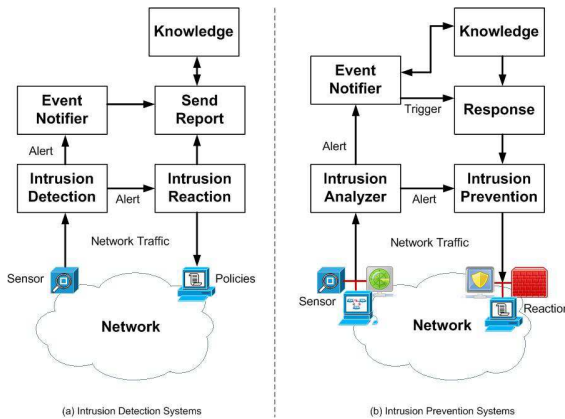 Knowledge
Event
Notifier
Send
Report
Alert
Intrusion
Detection
Alert
Intrusion
Reaction
Network Traffic
Sensor
Policies
Network
(a) Intrusion Detection Systems
Knowledge
Event
Notifier
Trigger
Response
Alert
Intrusion
Analyzer
Alert
Intrusion
Prevention
Network Traffic
Sensor
Reaction
Network
(b) Intrusion Prevention Systems